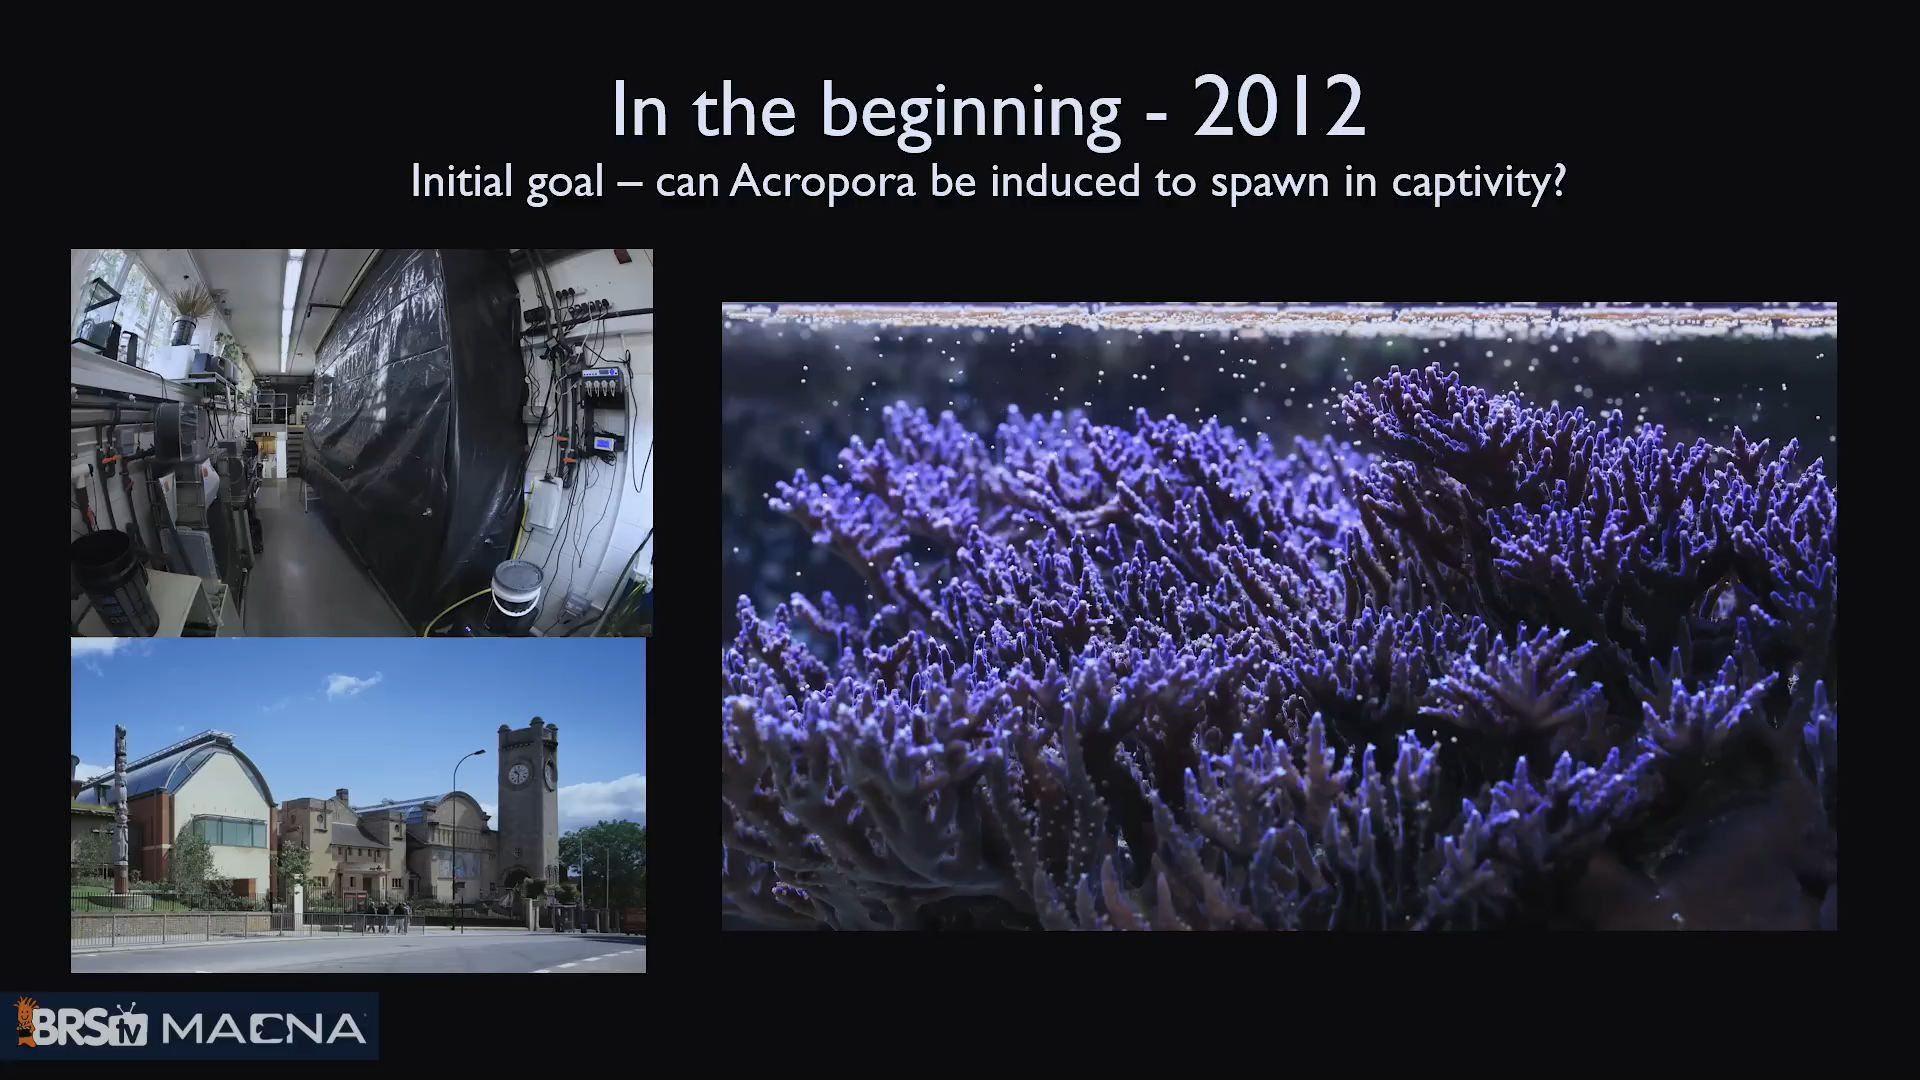 In the beginning - 2012
Initial goal – can Acropora be induced to spawn in captivity?
BRStv MACNA